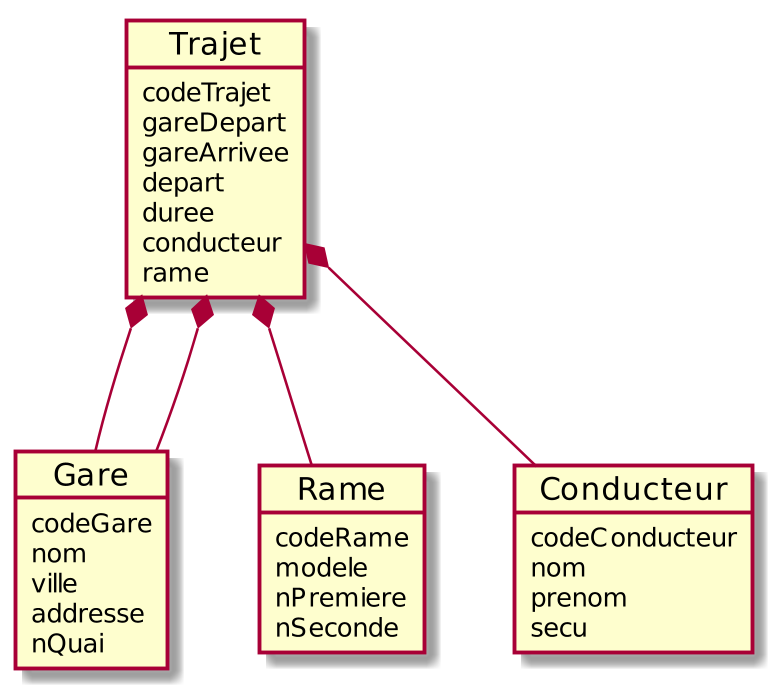 Trajet
codeTrajet
gareDepart
gareArrivee
depart
duree
conducteur
rame
Gare
codeGare
nom
ville
addresse
nQuai
Rame
codeRame
modele
nPremiere
nSeconde
Conducteur
codeConducteur
nom
prenom
secu